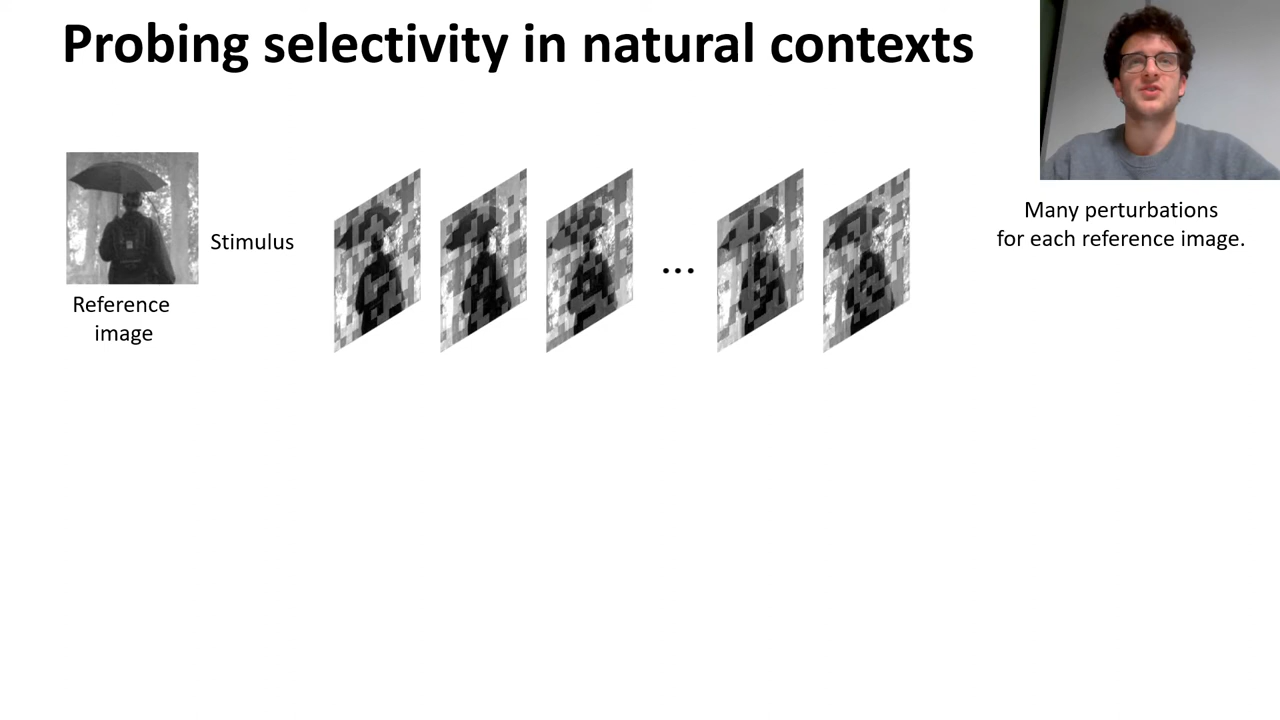 Probing selectivity in natural contexts
Stimulus
Reference
image
...
Many perturbations
for each reference image.